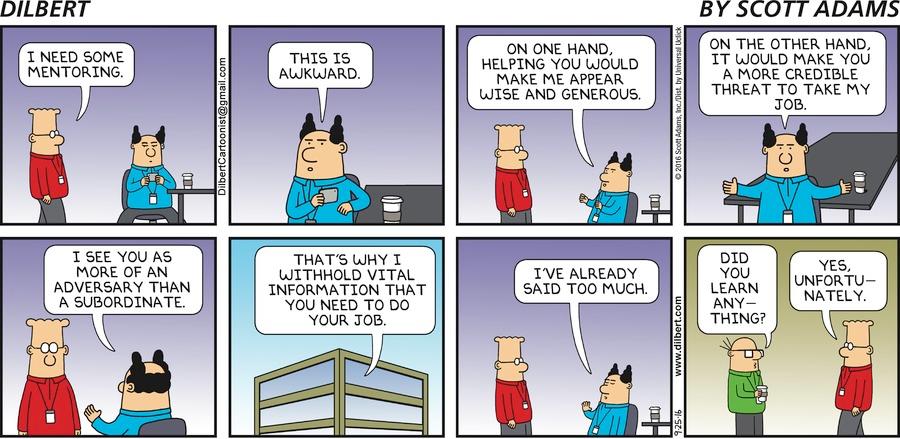 DILBERT
BY SCOTT ADAMS
I NEED SOME
MENTORING.
DilbertCartoonist@gmail.com
THIS IS
AWKWARD.
ON ONE HAND,
HELPING YOU WOULD
MAKE ME APPEAR
WISE AND GENEROUS.
© 2016 Scott Adams, Inc./Dist. by Universal Uclick
ON THE OTHER HAND,
IT WOULD MAKE YOU
A MORE CREDIBLE
THREAT TO TAKE MY
JOB.
I SEE YOU AS
MORE OF AN
ADVERSARY THAN
A SUBORDINATE.
THAT'S WHY I
WITHHOLD VITAL
INFORMATION THAT
YOU NEED TO DO
YOUR JOB.
I'VE ALREADY
SAID TOO MUCH.
9-25-16 www.dilbert.com
DID
YOU
LEARN
ANY-
THING?
YES,
UNFORTU-
NATELY.